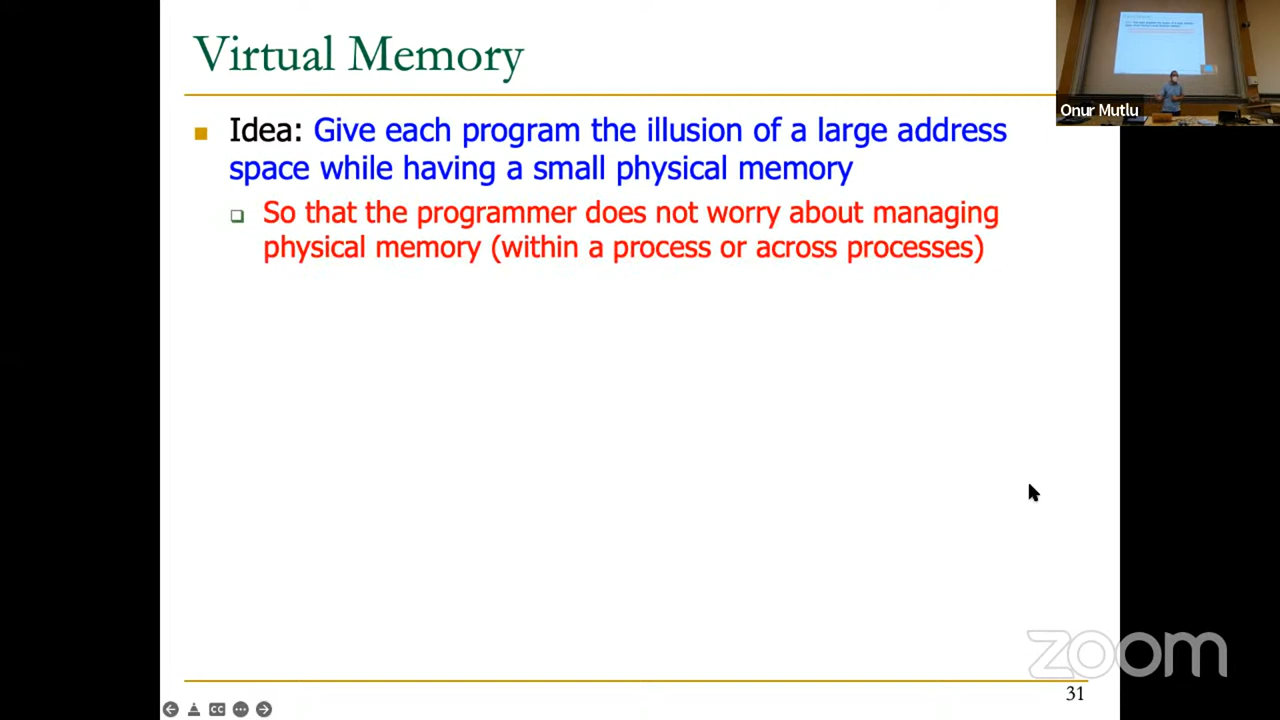 Virtual Memory
Onur Mutlu
Idea: Give each program the illusion of a large address
space while having a small physical memory
So that the programmer does not worry about managing
physical memory (within a process or across processes)
zoom
31
CC